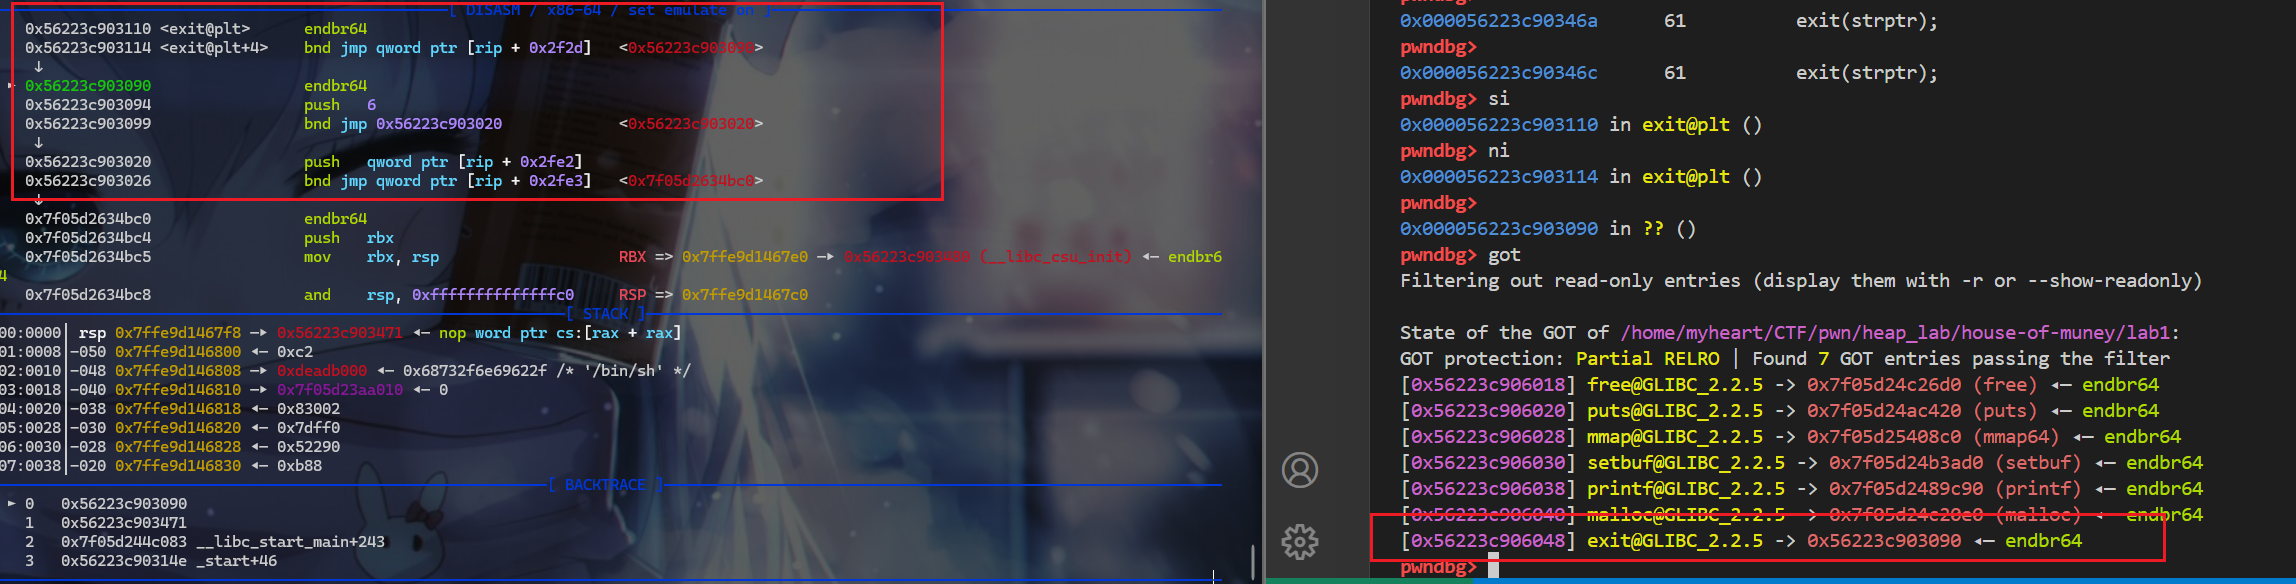 [ DISASM / x86-64 / set emulate on ]
0x56223c903110 <exit@plt> endbr64
0x56223c903114 <exit@plt+4> bnd jmp qword ptr [rip + 0x2f2d] <0x56223c903090>
↓
► 0x56223c903090 endbr64
0x56223c903094 push 6
0x56223c903099 bnd jmp 0x56223c903020 <0x56223c903020>
↓
0x56223c903020 push qword ptr [rip + 0x2fe2]
0x56223c903026 bnd jmp qword ptr [rip + 0x2fe3] <0x7f05d2634bc0>
↓
0x7f05d2634bc0 endbr64
0x7f05d2634bc4 push rbx
0x7f05d2634bc5 mov rbx, rsp RBX => 0x7ffe9d1467e0 —▸ 0x56223c903480 (__libc_csu_init) ◂— endbr6
4
0x7f05d2634bc8 and rsp, 0xffffffffffffffc0 RSP => 0x7ffe9d1467c0
[ STACK ]
00:0000│ rsp 0x7ffe9d1467f8 —▸ 0x56223c903471 ◂— nop word ptr cs:[rax + rax]
01:0008│-050 0x7ffe9d146800 ◂— 0xc2
02:0010│-048 0x7ffe9d146808 —▸ 0xdeadb000 ◂— 0x68732f6e69622f /* '/bin/sh' */
03:0018│-040 0x7ffe9d146810 —▸ 0x7f05d23aa010 ◂— 0
04:0020│-038 0x7ffe9d146818 ◂— 0x83002
05:0028│-030 0x7ffe9d146820 ◂— 0x7dff0
06:0030│-028 0x7ffe9d146828 ◂— 0x52290
07:0038│-020 0x7ffe9d146830 ◂— 0xb88
[ BACKTRACE ]
► 0 0x56223c903090
1 0x56223c903471
2 0x7f05d244c083 __libc_start_main+243
3 0x56223c90314e _start+46
0x000056223c90346a 61 exit(strptr);
pwndbg>
0x000056223c90346c 61 exit(strptr);
pwndbg> si
0x000056223c903110 in exit@plt ()
pwndbg> ni
0x000056223c903114 in exit@plt ()
pwndbg>
0x000056223c903090 in ?? ()
pwndbg> got
Filtering out read-only entries (display them with -r or --show-readonly)
State of the GOT of /home/myheart/CTF/pwn/heap_lab/house-of-muney/lab1:
GOT protection: Partial RELRO | Found 7 GOT entries passing the filter
[0x56223c906018] free@GLIBC_2.2.5 -> 0x7f05d24c26d0 (free) ◂— endbr64
[0x56223c906020] puts@GLIBC_2.2.5 -> 0x7f05d24ac420 (puts) ◂— endbr64
[0x56223c906028] mmap@GLIBC_2.2.5 -> 0x7f05d25408c0 (mmap64) ◂— endbr64
[0x56223c906030] setbuf@GLIBC_2.2.5 -> 0x7f05d24b3ad0 (setbuf) ◂— endbr64
[0x56223c906038] printf@GLIBC_2.2.5 -> 0x7f05d2489c90 (printf) ◂— endbr64
[0x56223c906040] malloc@GLIBC_2.2.5 -> 0x7f05d24c20e0 (malloc) ◂— endbr64
[0x56223c906048] exit@GLIBC_2.2.5 -> 0x56223c903090 ◂— endbr64
pwndbg>